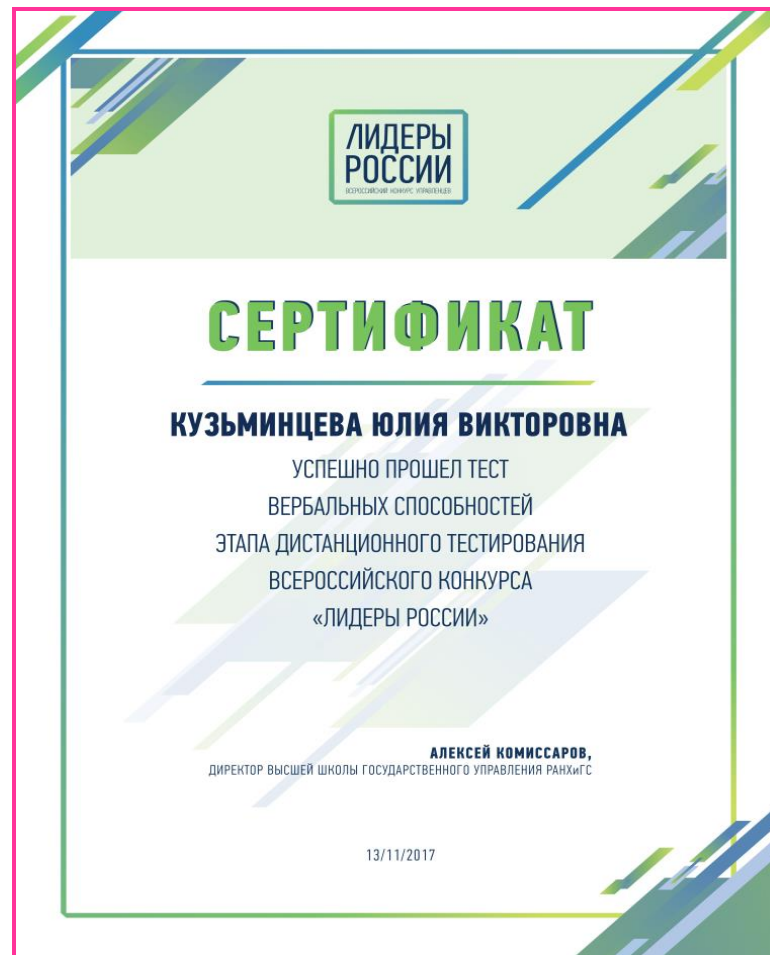 ЛИДЕРЫ
РОССИИ
ВСЕРОССИЙСКИЙ КОНКУРС УПРАВЛЕНЦЕВ
СЕРТИФИКАТ
КУЗЬМИНЦЕВА ЮЛИЯ ВИКТОРОВНА
УСПЕШНО ПРОШЕЛ ТЕСТ
ВЕРБАЛЬНЫХ СПОСОБНОСТЕЙ
ЭТАПА ДИСТАНЦИОННОГО ТЕСТИРОВАНИЯ
ВСЕРОССИЙСКОГО КОНКУРСА
«ЛИДЕРЫ РОССИИ»
АЛЕКСЕЙ КОМИССАРОВ,
ДИРЕКТОР ВЫСШЕЙ ШКОЛЫ ГОСУДАРСТВЕННОГО УПРАВЛЕНИЯ РАНХиГС
13/11/2017